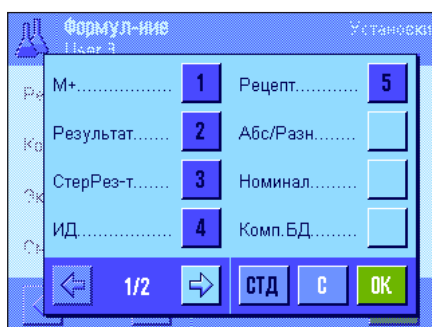 Формул-ние
Установки
User 3
М+................ 1
Рецепт............ 5
Результат....... 2
Абс/Разн........
СтерРез-т....... 3
Номинал.........
ИД................ 4
Комп.БД.........
1/2
СТД
C
OK